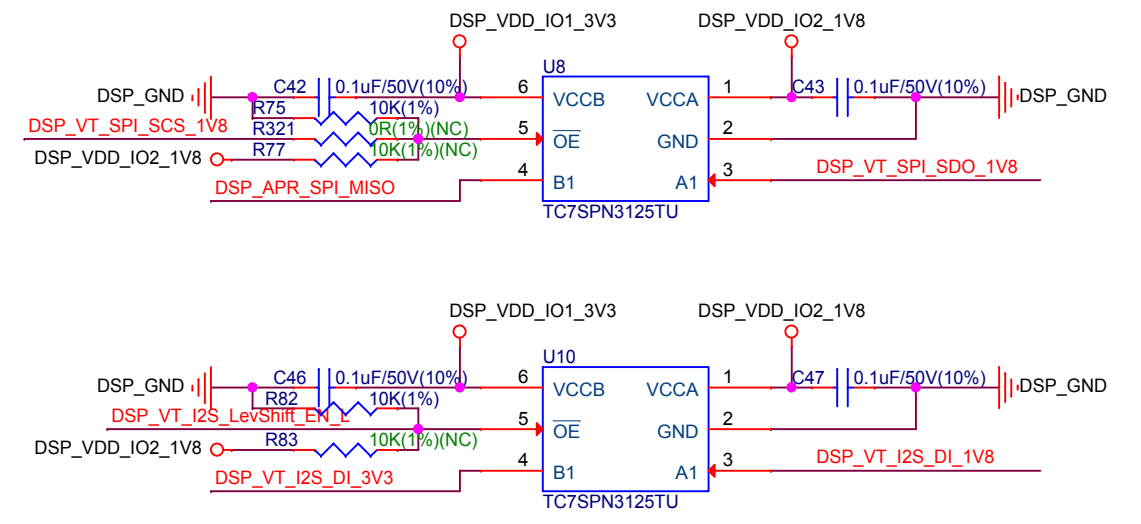 DSP_VDD_IO1_3V3
DSP_VDD_IO2_1V8
U8
DSP_GND
C42
0.1uF/50V(10%)
6
VCCB
VCCA
1
C43
0.1uF/50V(10%)
DSP_GND
R75
10K(1%)
DSP_VT_SPI_SCS_1V8
R321
0R(1%)(NC)
5
OE
GND
2
DSP_VDD_IO2_1V8
R77
10K(1%)(NC)
4
B1
A1
3
DSP_VT_SPI_SDO_1V8
DSP_APR_SPI_MISO
TC7SPN3125TU
DSP_VDD_IO1_3V3
DSP_VDD_IO2_1V8
U10
DSP_GND
C46
0.1uF/50V(10%)
6
VCCB
VCCA
1
C47
0.1uF/50V(10%)
DSP_GND
R82
10K(1%)
DSP_VT_I2S_LevShift_EN_L
5
OE
GND
2
DSP_VDD_IO2_1V8
R83
10K(1%)(NC)
4
B1
A1
3
DSP_VT_I2S_DI_1V8
DSP_VT_I2S_DI_3V3
TC7SPN3125TU